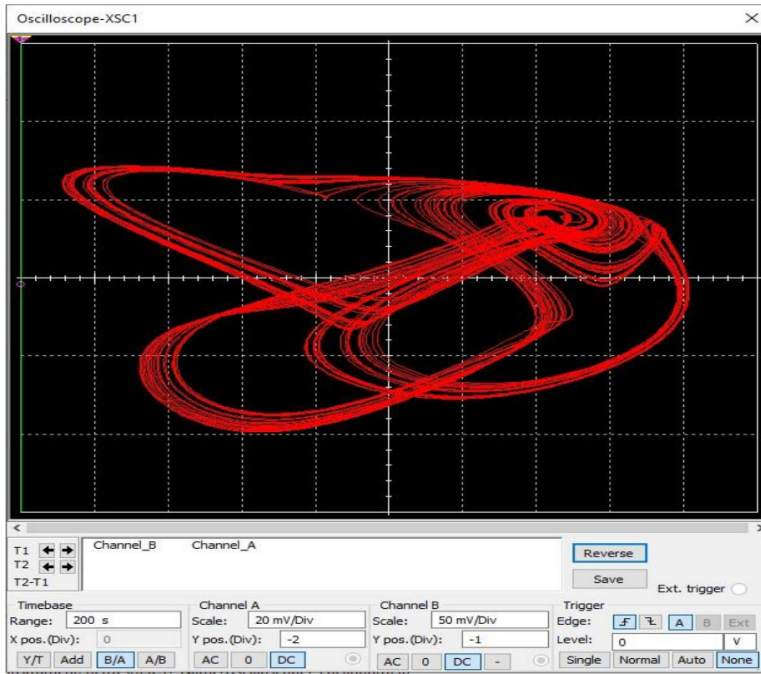 Oscilloscope-XSC1
T1
T2
T2-T1
Channel_B Channel_A
Reverse
Save
Ext. trigger
Timebase Channel A Channel B Trigger
Range: 200 s Scale: 20 mV/Div Scale: 50 mV/Div Edge: A B Ext
X pos.(Div): 0 Y pos.(Div): -2 Y pos.(Div): -1 Level: 0 V
Y/T Add B/A A/B AC 0 DC AC 0 DC - Single Normal Auto None